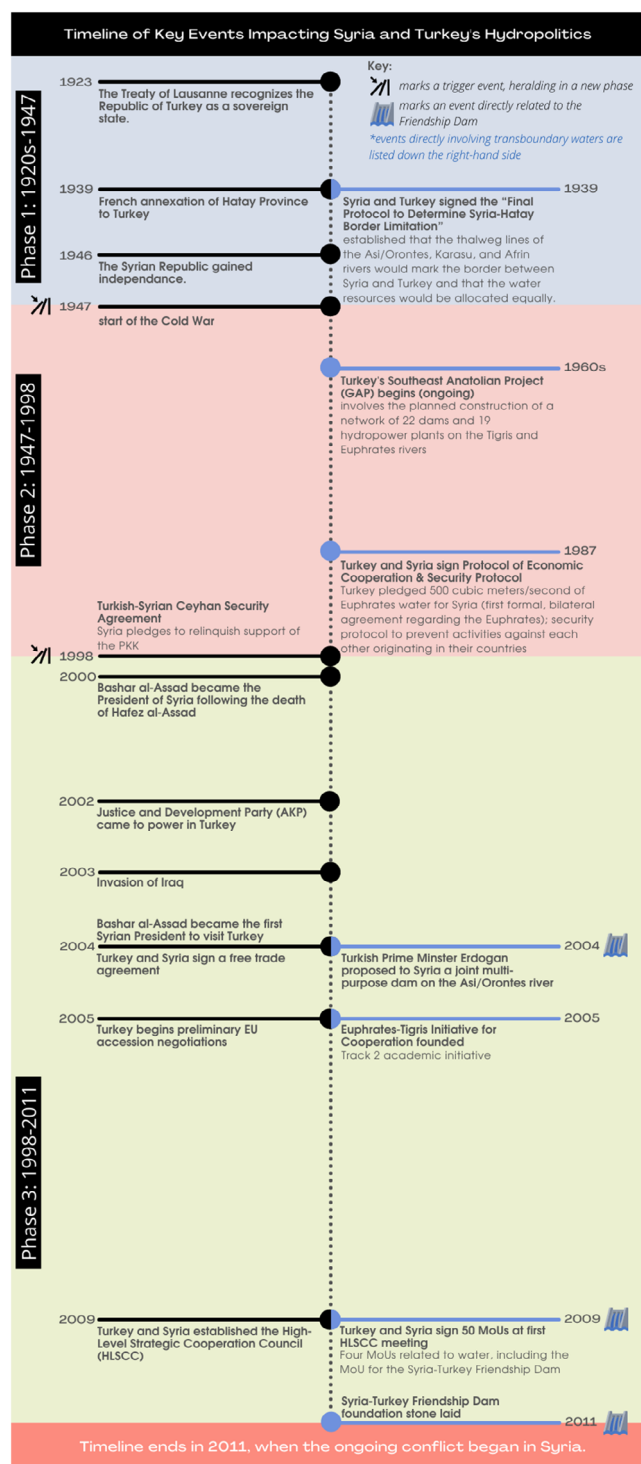 Timeline of Key Events Impacting Syria and Turkey's Hydropolitics
Key:
marks a trigger event, heralding in a new phase
marks an event directly related to the
Friendship Dam
*events directly involving transboundary waters are
listed down the right-hand side
Phase 1: 1920s-1947
1923
The Treaty of Lausanne recognizes the
Republic of Turkey as a sovereign
state.
1939
French annexation of Hatay Province
to Turkey
1939
Syria and Turkey signed the "Final
Protocol to Determine Syria-Hatay
Border Limitation"
established that the thalweg lines of
the Asi/Orontes, Karasu, and Afrin
rivers would mark the border between
Syria and Turkey and that the water
resources would be allocated equally.
1946
The Syrian Republic gained
independance.
1947
start of the Cold War
Phase 2: 1947-1998
1960s
Turkey's Southeast Anatolian Project
(GAP) begins (ongoing)
involves the planned construction of a
network of 22 dams and 19
hydropower plants on the Tigris and
Euphrates rivers
1987
Turkey and Syria sign Protocol of Economic
Cooperation & Security Protocol
Turkey pledged 500 cubic meters/second of
Euphrates water for Syria (first formal, bilateral
agreement regarding the Euphrates); security
protocol to prevent activities against each
other originating in their countries
Turkish-Syrian Ceyhan Security
Agreement
Syria pledges to relinquish support of
the PKK
1998
Phase 3: 1998-2011
2000
Bashar al-Assad became the
President of Syria following the death
of Hafez al-Assad
2002
Justice and Development Party (AKP)
came to power in Turkey
2003
Invasion of Iraq
Bashar al-Assad became the first
Syrian President to visit Turkey
2004
Turkey and Syria sign a free trade
agreement
2004
Turkish Prime Minster Erdogan
proposed to Syria a joint multi-
purpose dam on the Asi/Orontes river
2005
Turkey begins preliminary EU
accession negotiations
2005
Euphrates-Tigris Initiative for
Cooperation founded
Track 2 academic initiative
2009
Turkey and Syria established the High-
Level Strategic Cooperation Council
(HLSCC)
2009
Turkey and Syria sign 50 MoUs at first
HLSCC meeting
Four MoUs related to water, including the
MoU for the Syria-Turkey Friendship Dam
Syria-Turkey Friendship Dam
foundation stone laid
2011
Timeline ends in 2011, when the ongoing conflict began in Syria.